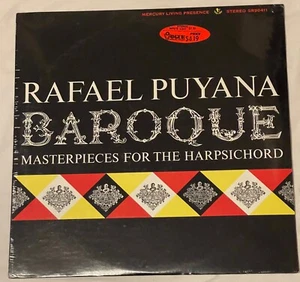 MERCURY LIVING PRESENCE
STEREO
RAFAEL PUYANA
BAROQUE
MASTERPIECES FOR THE HARPSICHORD